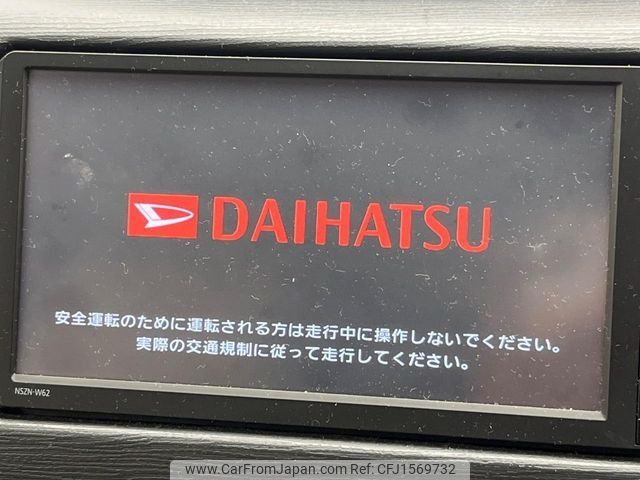 DAIHATSU
安全運転のために運転される方は走行中に操作しないでください。
実際の交通規制に従って走行してください。
NSZN-W62
www.CarFromJapan.com Ref No: CFJ1569732